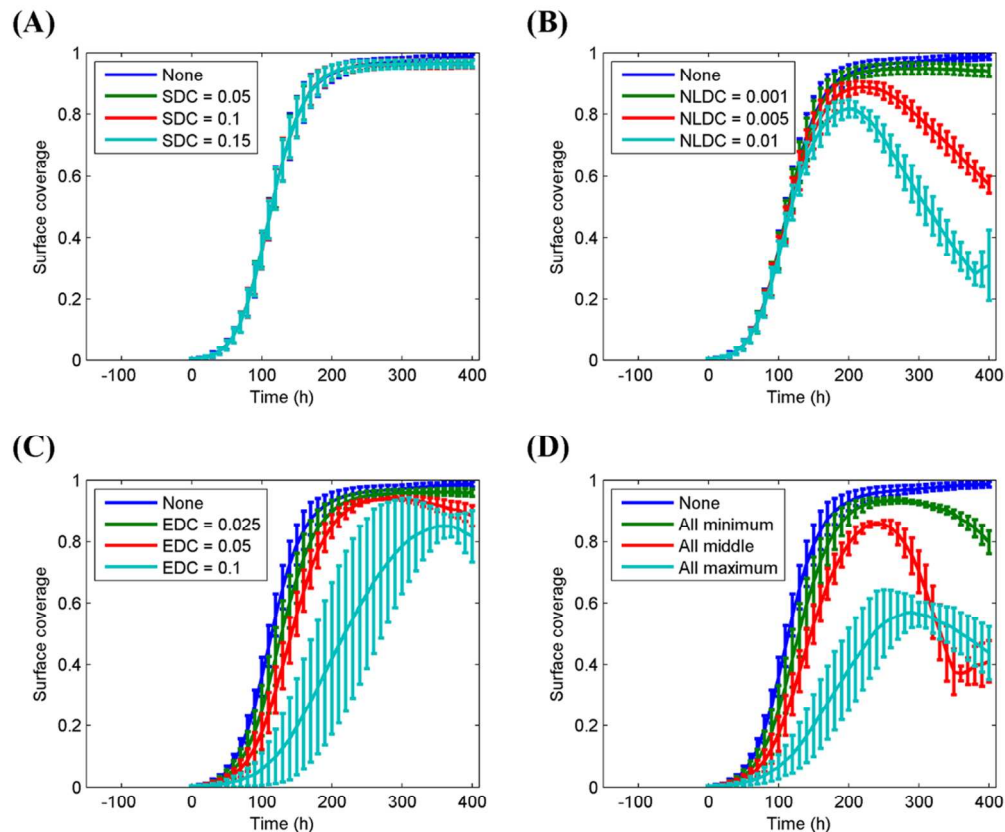 (A)
1
0.8
0.6
0.4
0.2
0
Surface coverage
None
SDC = 0.05
SDC = 0.1
SDC = 0.15
-100 0 100 200 300 400
Time (h)
(B)
1
0.8
0.6
0.4
0.2
0
Surface coverage
None
NLDC = 0.001
NLDC = 0.005
NLDC = 0.01
-100 0 100 200 300 400
Time (h)
(C)
1
0.8
0.6
0.4
0.2
0
Surface coverage
None
EDC = 0.025
EDC = 0.05
EDC = 0.1
-100 0 100 200 300 400
Time (h)
(D)
1
0.8
0.6
0.4
0.2
0
Surface coverage
None
All minimum
All middle
All maximum
-100 0 100 200 300 400
Time (h)